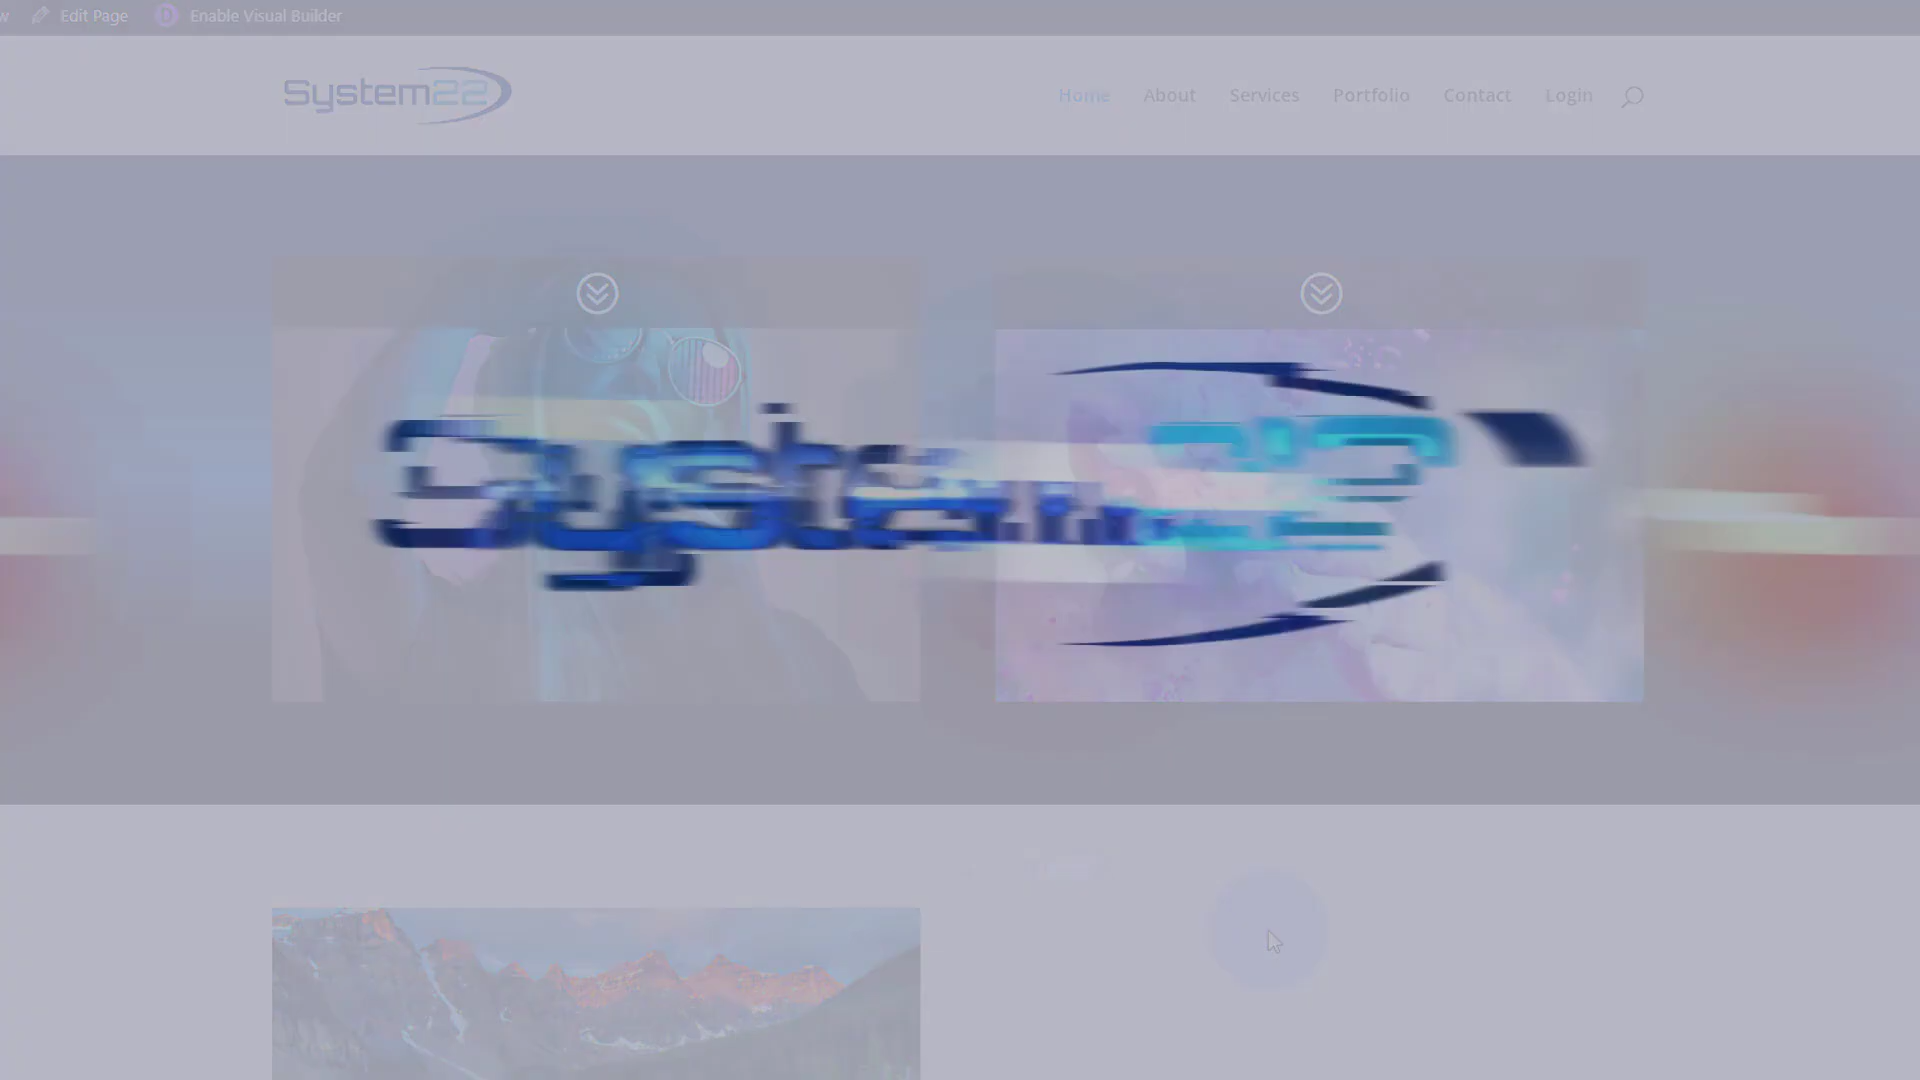 Edit Page
Enable Visual Builder
System22
Home
About
Services
Portfolio
Contact
Login